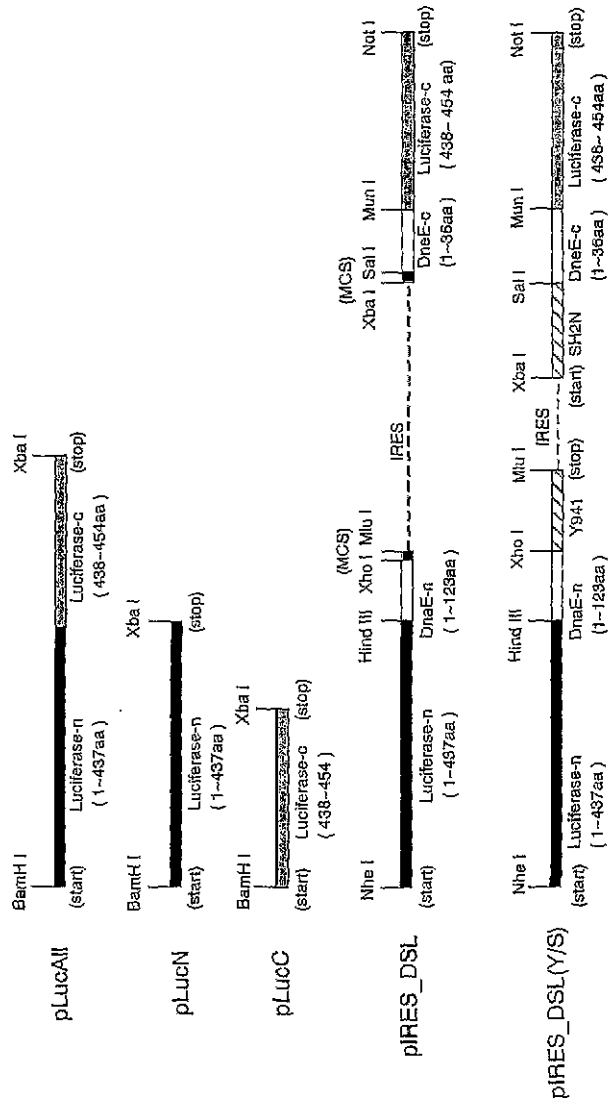 pLucAll
BamH I
Xba I
(start)
Luciferase-n
(1~437aa)
Luciferase-c
(438~454aa)
(stop)
pLucN
BamH I
Xba I
(start)
Luciferase-n
(1~437aa)
(stop)
pLucC
BamH I
Xba I
(start)
Luciferase-c
(438~454)
(stop)
pIRES_DSL
Nhe I
Hind III
(MCS)
Xho I
Mlu I
IRES
(MCS)
Xba I
Sal I
Mun I
Not I
(start)
Luciferase-n
(1~437aa)
DnaE-n
(1~123aa)
DneE-c
(1~36aa)
Luciferase-c
(438~454 aa)
(stop)
pIRES_DSL(Y/S)
Nhe I
Hind III
Xho I
Mlu I
IRES
Xba I
Sal I
Mun I
Not I
(start)
Luciferase-n
(1~437aa)
DnaE-n
(1~123aa)
Y941
(stop)
(start)
SH2N
DneE-c
(1~36aa)
Luciferase-c
(438~454aa)
(stop)